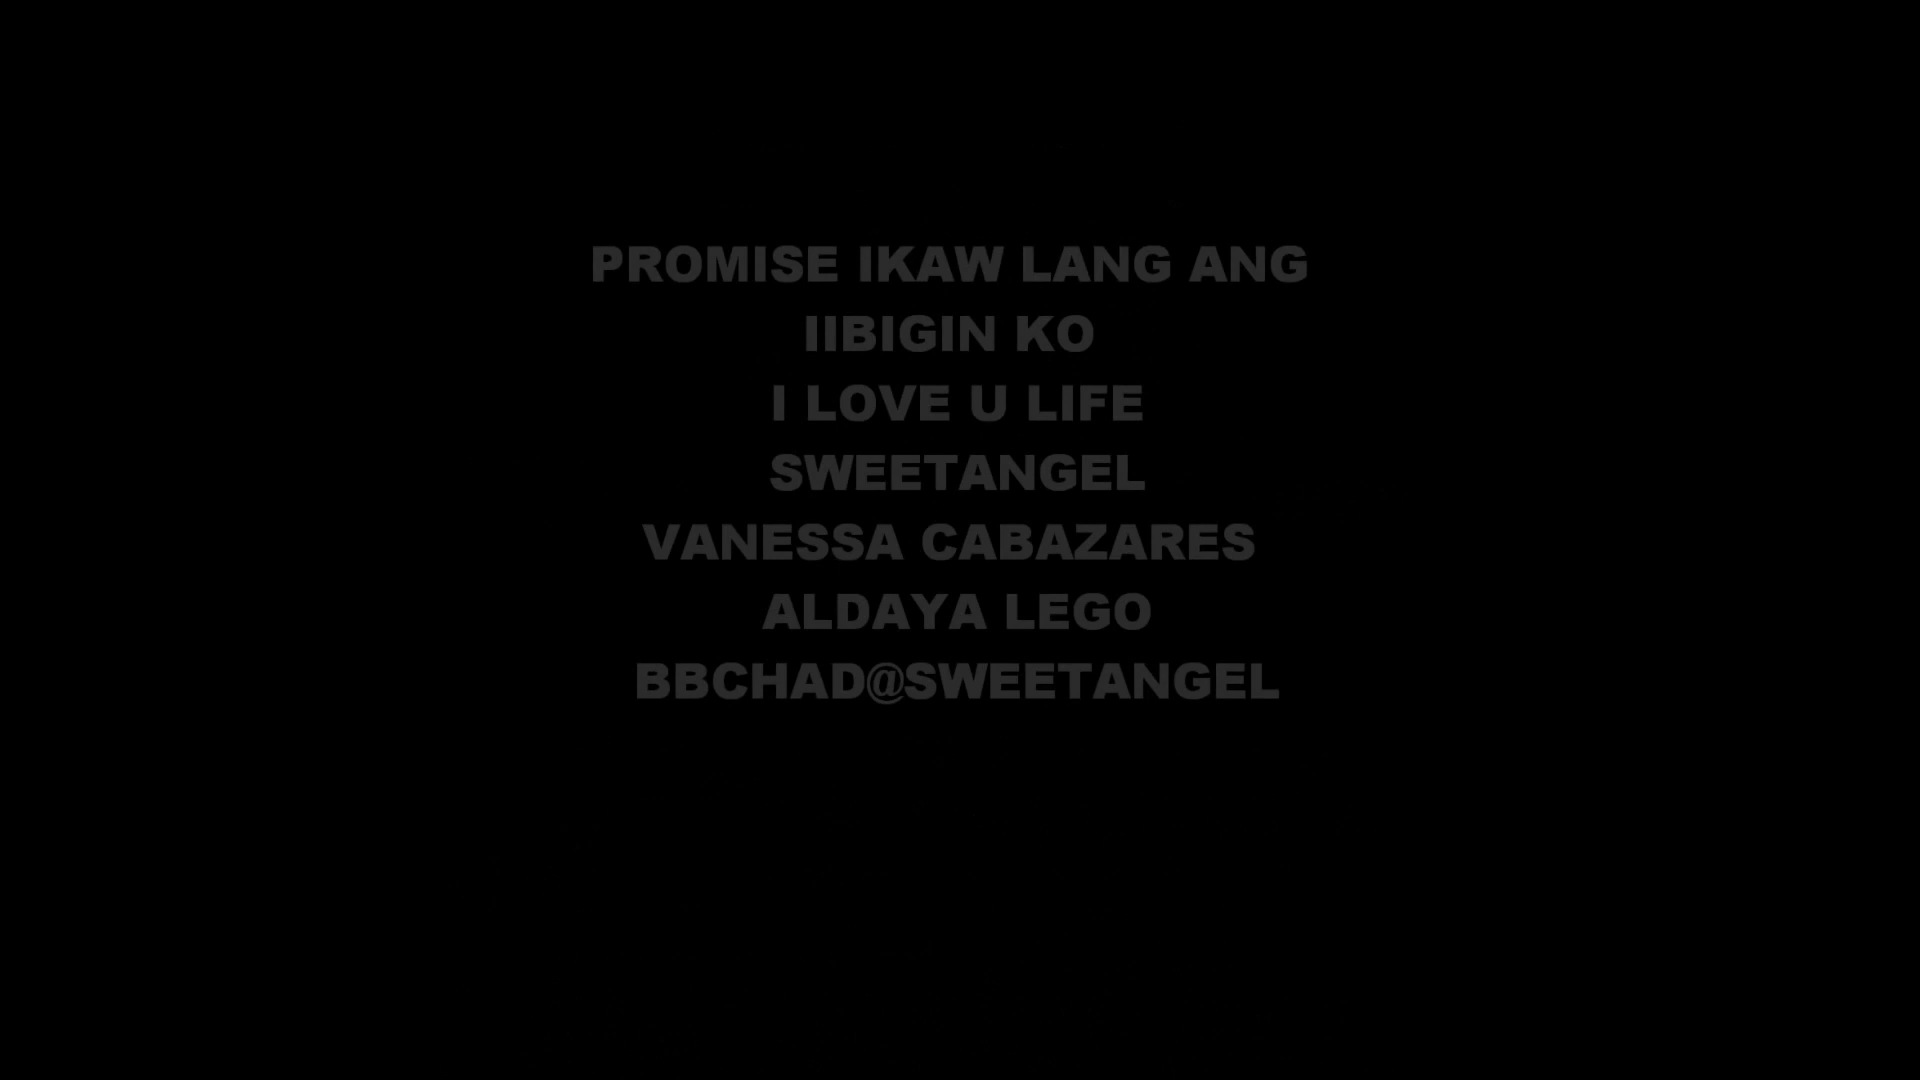 PROMISE IKAW LANG ANG
IIBIGIN KO
I LOVE U LIFE
SWEETANGEL
VANESSA CABAZARES
ALDAYA LEGO
BBCHAD@SWEETANGEL